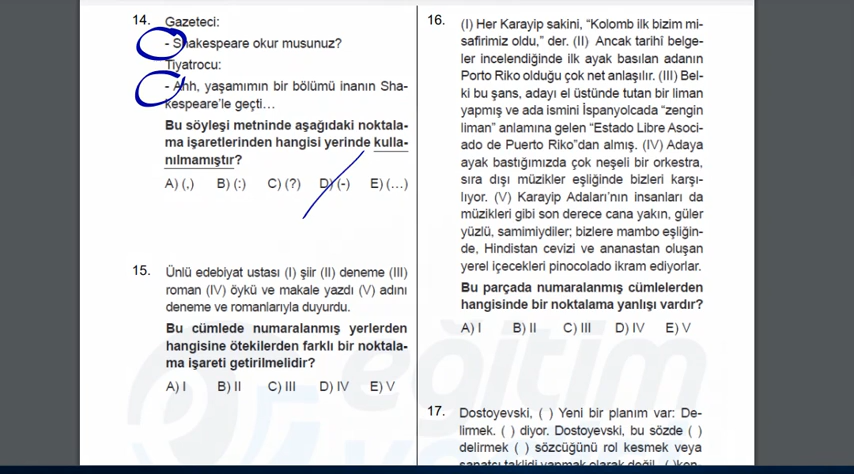 14. Gazeteci:
- Shakespeare okur musunuz?
Tiyatrocu:
- Ahh, yaşamımın bir bölümü inanın Sha-
kespeare'le geçti…
Bu söyleşi metninde aşağıdaki noktala-
ma işaretlerinden hangisi yerinde kulla-
nılmamıştır?
A) (.) B) (:) C) (?) D) (-) E) (…)
15. Ünlü edebiyat ustası (I) şiir (II) deneme (III)
roman (IV) öykü ve makale yazdı (V) adını
deneme ve romanlarıyla duyurdu.
Bu cümlede numaralanmış yerlerden
hangisine ötekilerden farklı bir noktala-
ma işareti getirilmelidir?
A) I B) II C) III D) IV E) V
16. (I) Her Karayip sakini, “Kolomb ilk bizim mi-
safirimiz oldu,” der. (II) Ancak tarihî belge-
ler incelendiğinde ilk ayak basılan adanın
Porto Riko olduğu çok net anlaşılır. (III) Bel-
ki bu şans, adayı el üstünde tutan bir liman
yapmış ve ada ismini İspanyolcada “zengin
liman” anlamına gelen “Estado Libre Asoci-
ado de Puerto Riko”dan almış. (IV) Adaya
ayak bastığımızda çok neşeli bir orkestra,
sıra dışı müzikler eşliğinde bizleri karşı-
lıyor. (V) Karayip Adaları’nın insanları da
müzikleri gibi son derece cana yakın, güler
yüzlü, samimiydiler; bizlere mambo eşliğin-
de, Hindistan cevizi ve ananastan oluşan
yerel içecekleri pinocolado ikram ediyorlar.
Bu parçada numaralanmış cümlelerden
hangisinde bir noktalama yanlışı vardır?
A) I B) II C) III D) IV E) V
17. Dostoyevski, ( ) Yeni bir planım var: De-
lirmek. ( ) diyor. Dostoyevski, bu sözde ( )
delirmek ( ) sözcüğünü rol kesmek veya
sanatçı taklidi yapmak olarak değil, ( )ken
eğitim